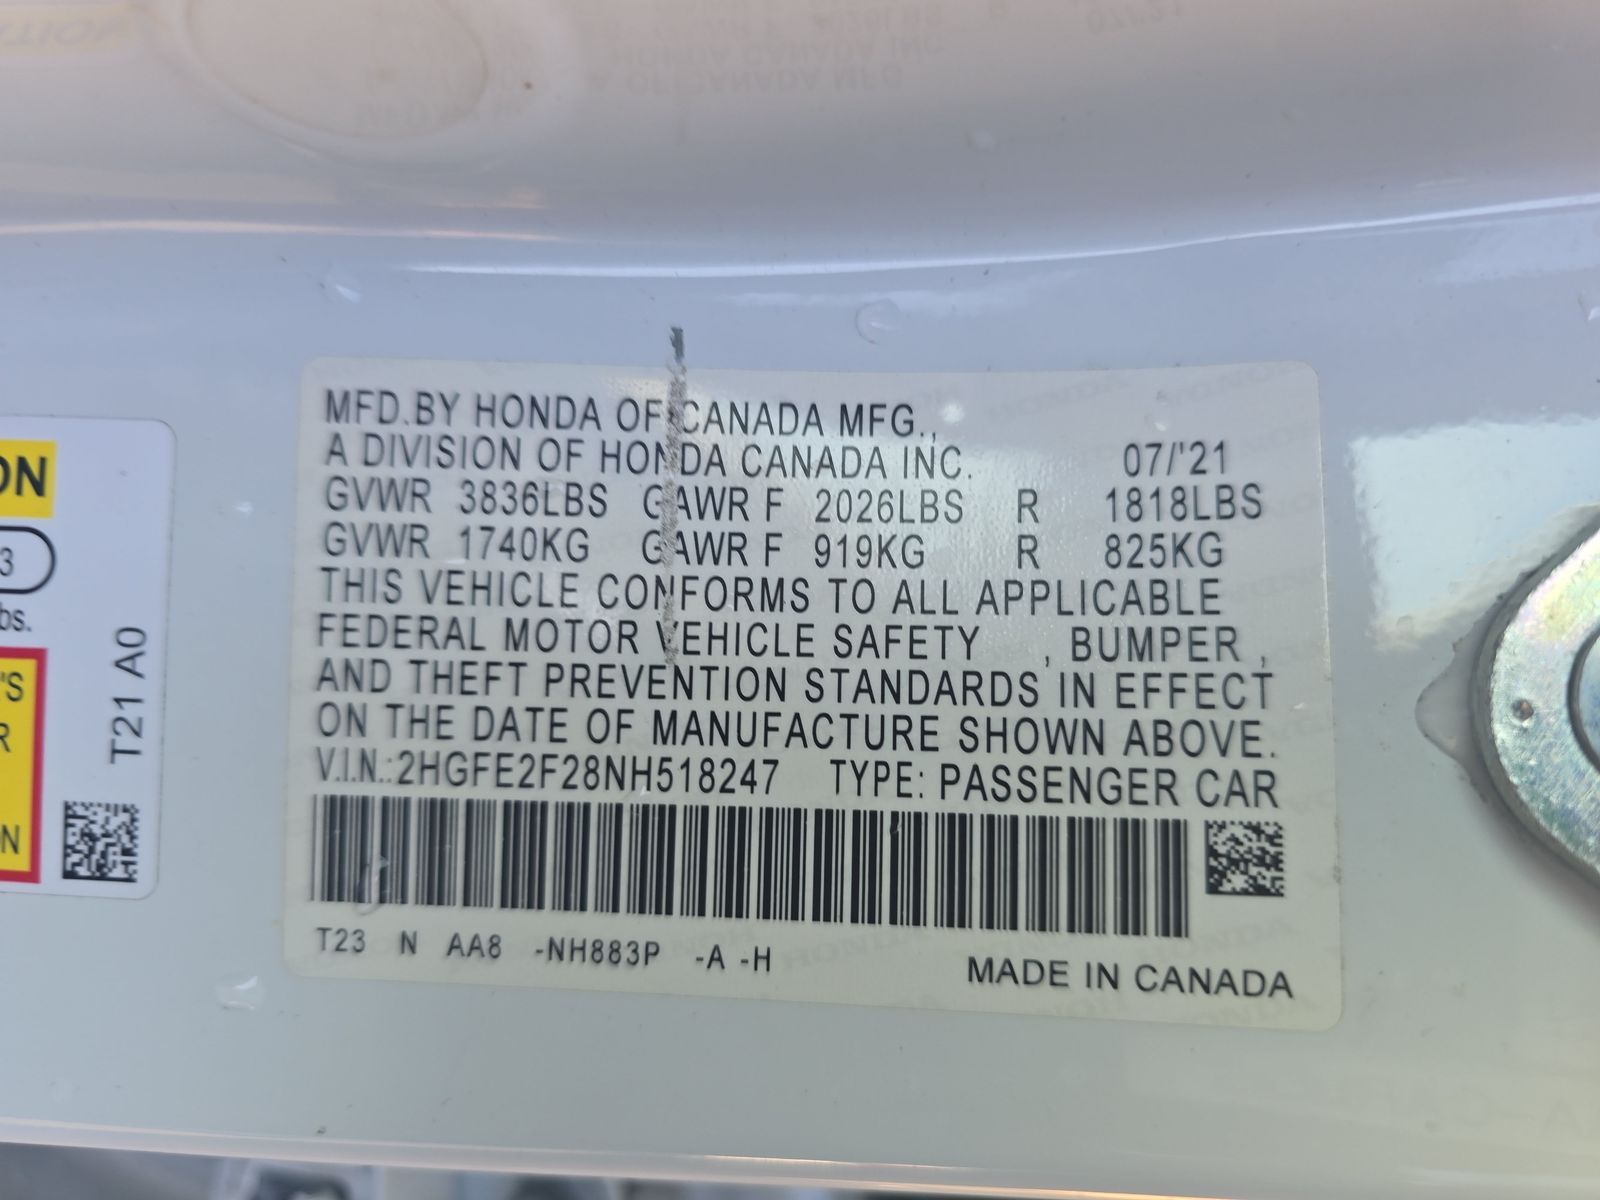 MFD.BY HONDA OF CANADA MFG.,
A DIVISION OF HONDA CANADA INC. 07/'21
GVWR 3836LBS GAWR F 2026LBS R 1818LBS
GVWR 1740KG GAWR F 919KG R 825KG
THIS VEHICLE CONFORMS TO ALL APPLICABLE
FEDERAL MOTOR VEHICLE SAFETY , BUMPER ,
AND THEFT PREVENTION STANDARDS IN EFFECT
ON THE DATE OF MANUFACTURE SHOWN ABOVE.
V.I.N.:2HGFE2F28NH518247 TYPE: PASSENGER CAR
T23 N AA8 -NH883P -A -H
MADE IN CANADA
ON
3
bs.
'S
R
N
T21 A0